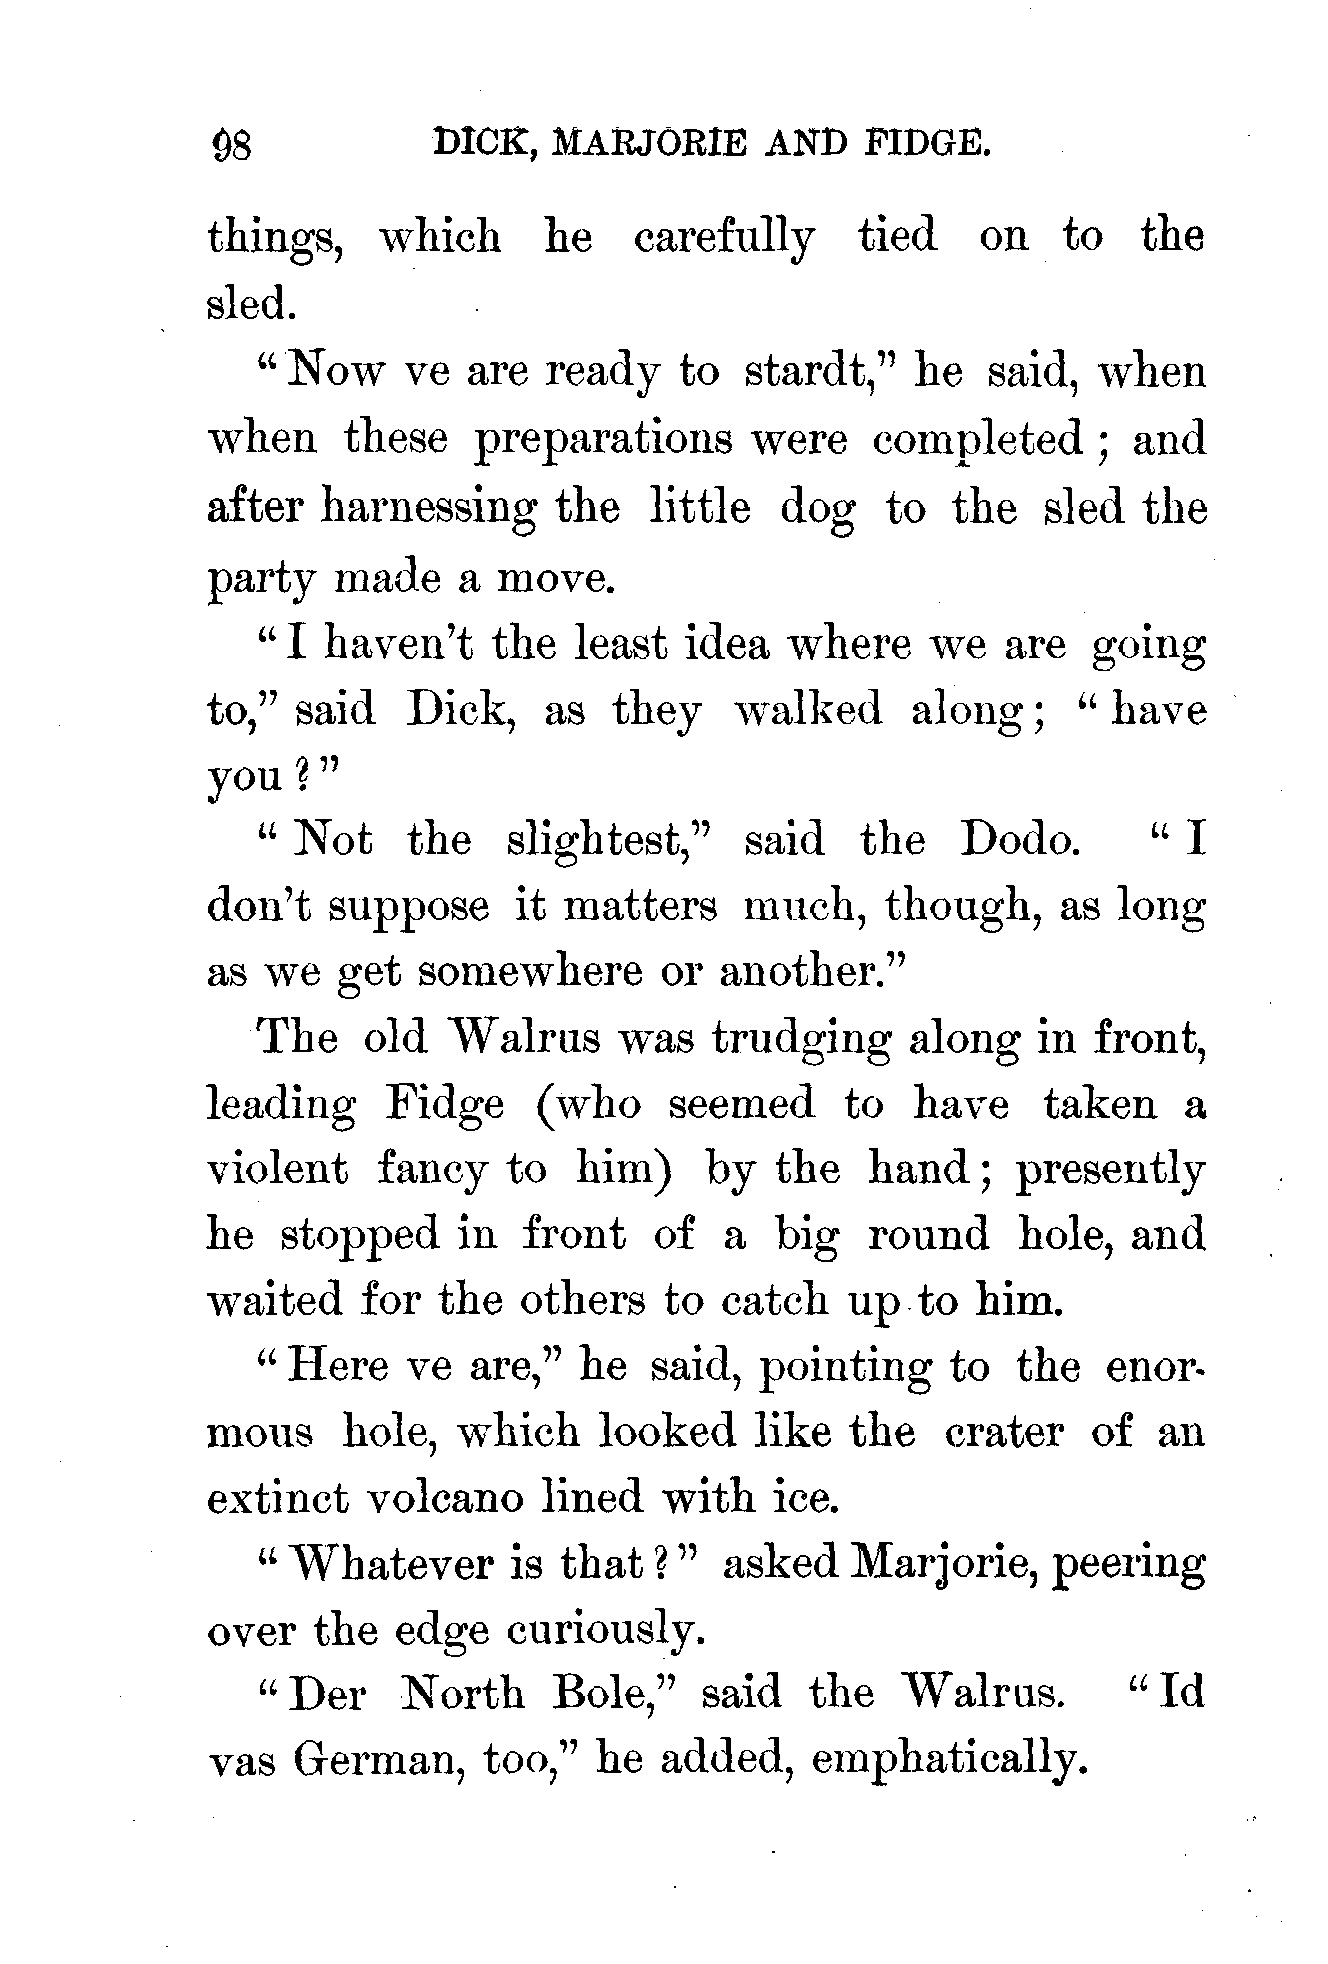 98 DICK, MARJORIE AND FIDGE.
things, which he carefully tied on to the
sled.
“Now ve are ready to stardt,” he said, when
when these preparations were completed; and
after harnessing the little dog to the sled the
party made a move.
“I haven’t the least idea where we are going
to,” said Dick, as they walked along; “have
you?”
“Not the slightest,” said the Dodo. “I
don’t suppose it matters much, though, as long
as we get somewhere or another.”
The old Walrus was trudging along in front,
leading Fidge (who seemed to have taken a
violent fancy to him) by the hand; presently
he stopped in front of a big round hole, and
waited for the others to catch up to him.
“Here ve are,” he said, pointing to the enor-
mous hole, which looked like the crater of an
extinct volcano lined with ice.
“Whatever is that?” asked Marjorie, peering
over the edge curiously.
“Der North Bole,” said the Walrus. “Id
vas German, too,” he added, emphatically.